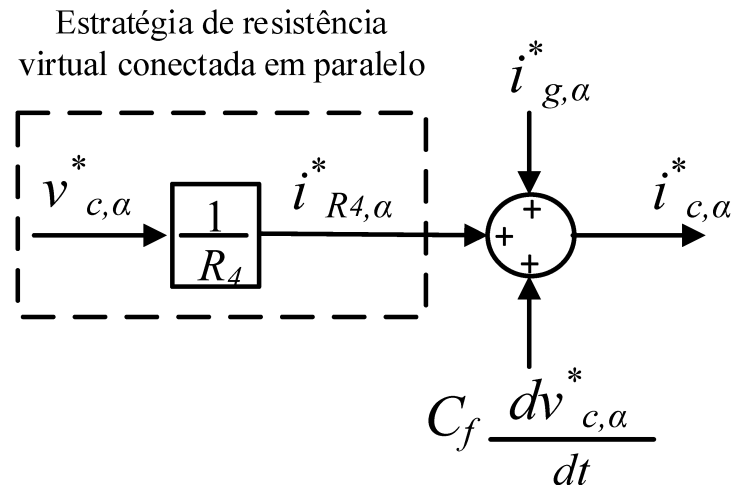 Estratégia de resistência
virtual conectada em paralelo
i*g,α
v*c,α
1
R4
i*R4,α
+
+
+
i*c,α
Cf dv*c,α
dt